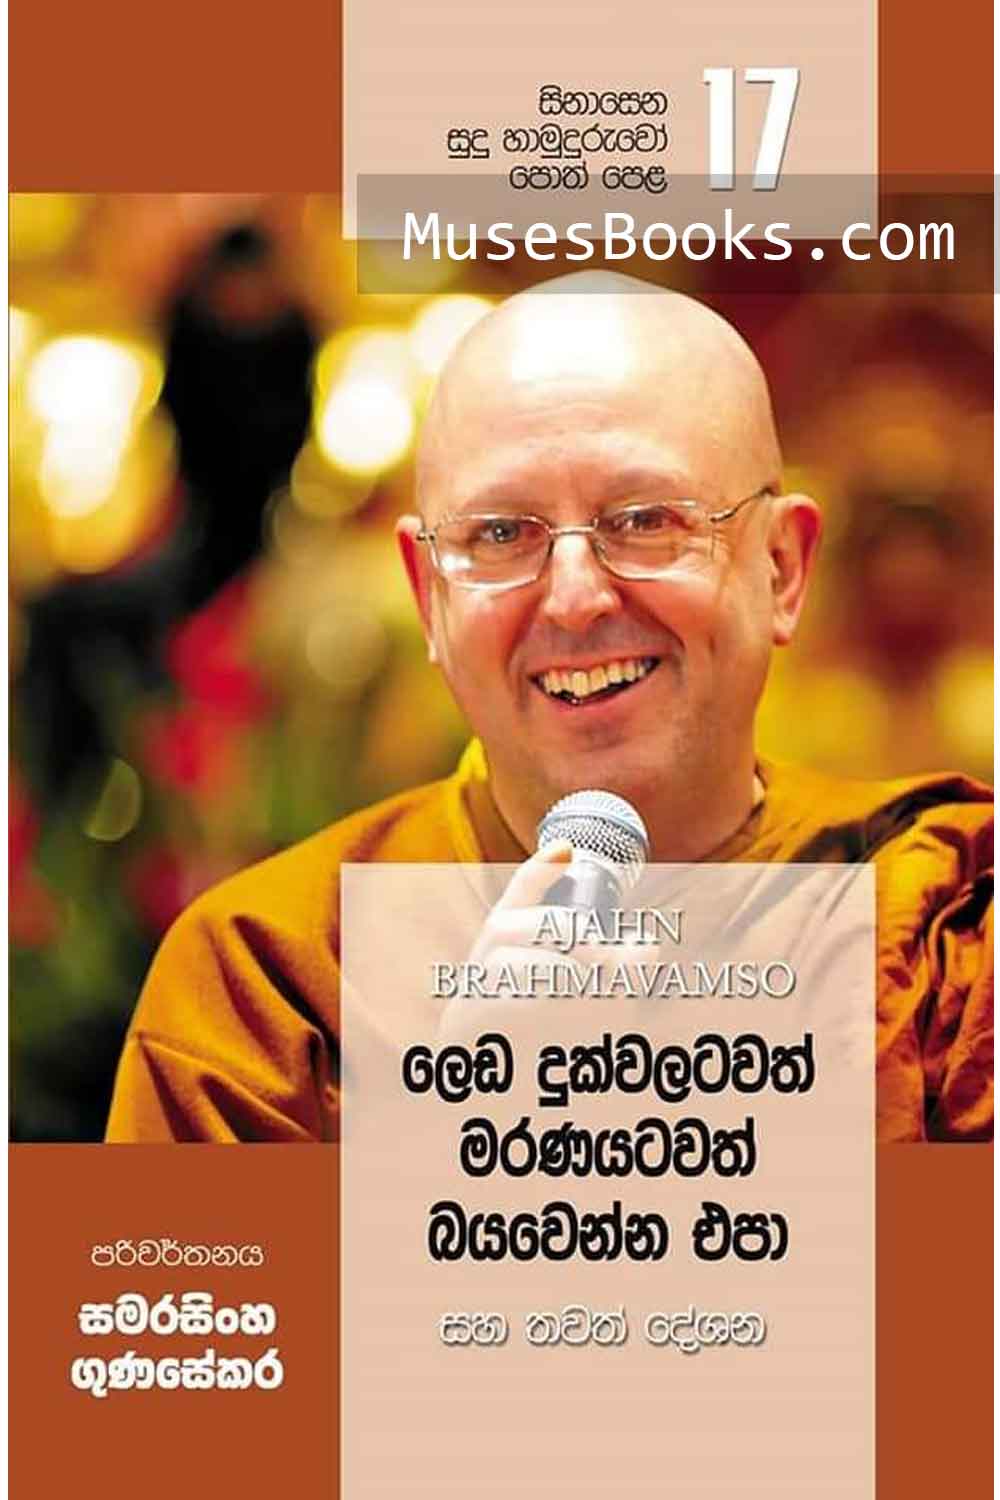 සිනාසෙන
සුදු හාමුදුරුවෝ
පොත් පෙළ
17
MusesBooks.com
AJAHN
BRAHMAVAMSO
ලෙඩ දුක්වලටවත්
මරණයටවත්
බයවෙන්න එපා
සහ තවත් දේශන
පරිවර්තනය
සමරසිංහ
ගුණසේකර